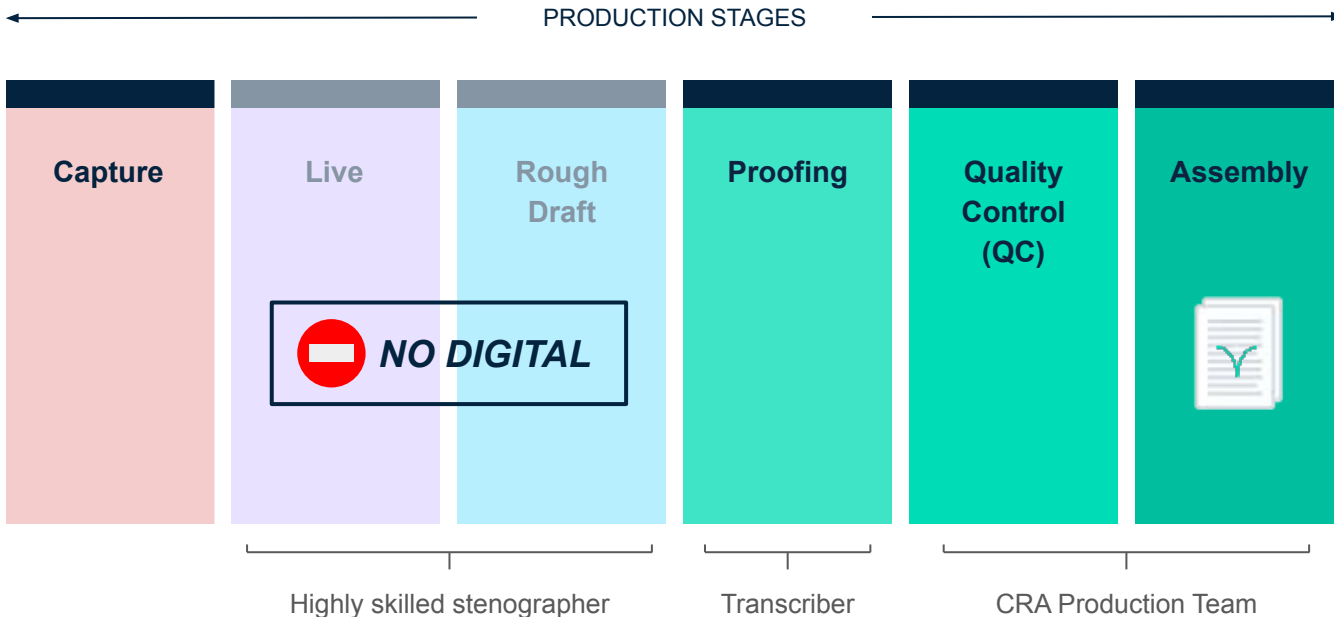 PRODUCTION STAGES
Capture
Live
Rough
Draft
Proofing
Quality
Control
(QC)
Assembly
NO DIGITAL
Highly skilled stenographer
Transcriber
CRA Production Team